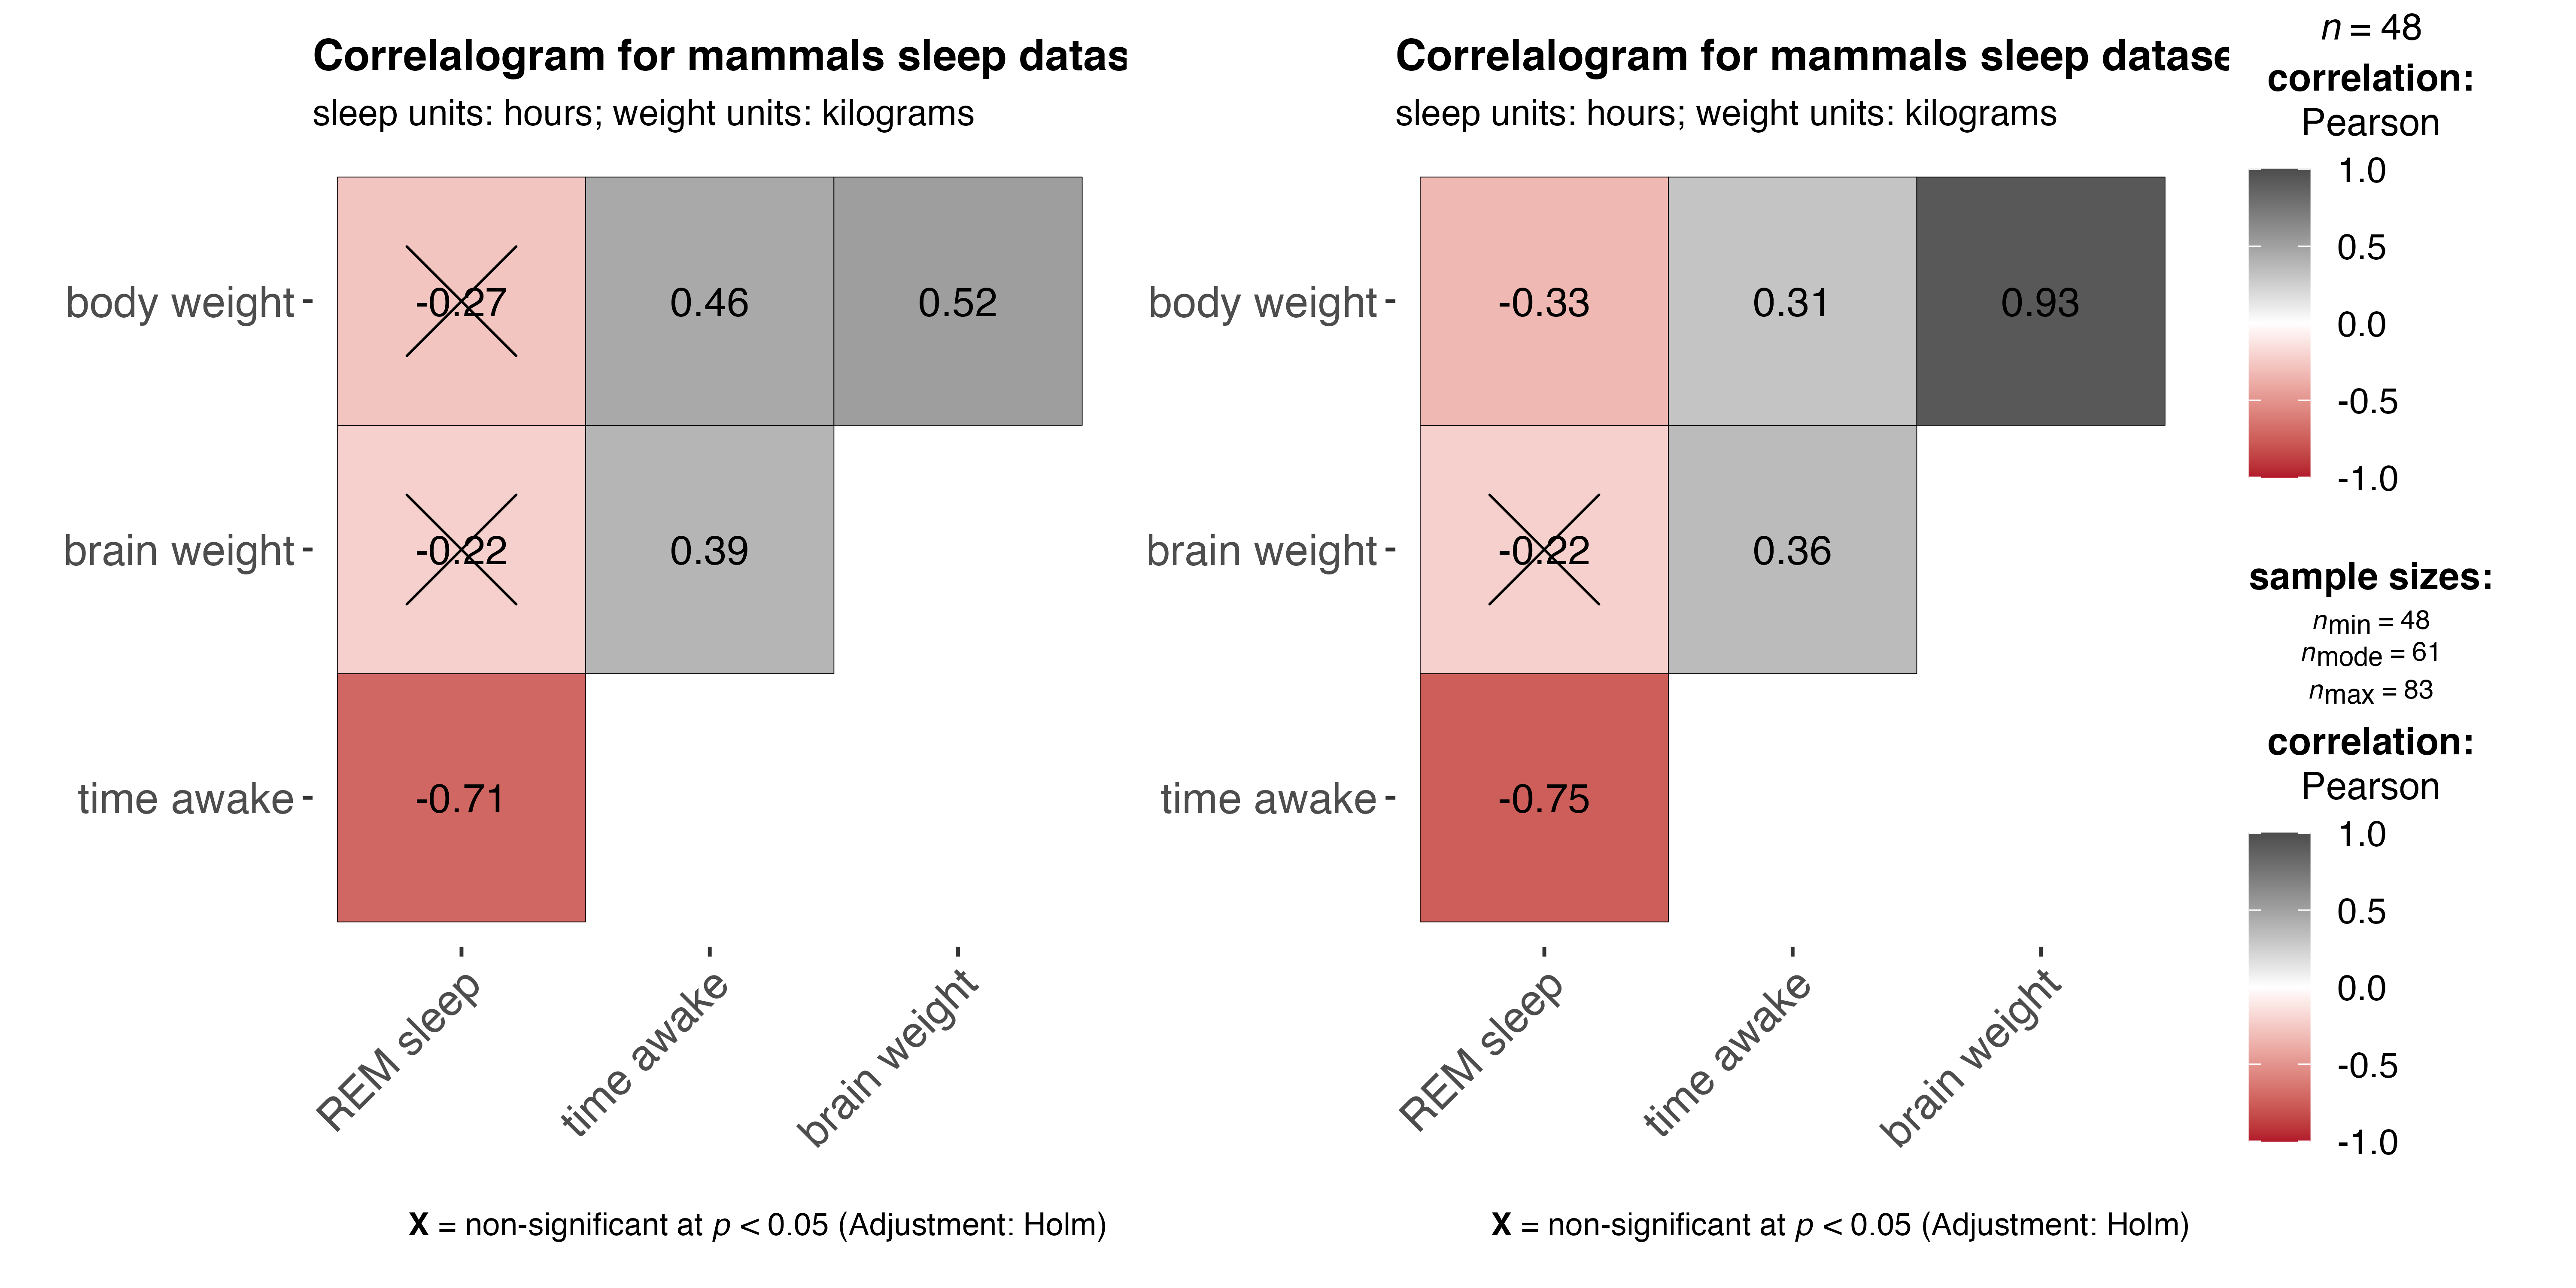 Correlalogram for mammals sleep datas
sleep units: hours; weight units: kilograms
body weight
-0.27
0.46
0.52
brain weight
-0.22
0.39
time awake
-0.71
REM sleep
time awake
brain weight
X = non-significant at p < 0.05 (Adjustment: Holm)
Correlalogram for mammals sleep datase
sleep units: hours; weight units: kilograms
body weight
-0.33
0.31
0.93
brain weight
-0.22
0.36
time awake
-0.75
REM sleep
time awake
brain weight
X = non-significant at p < 0.05 (Adjustment: Holm)
n = 48
correlation:
Pearson
1.0
0.5
0.0
-0.5
-1.0
sample sizes:
nmin = 48
nmode = 61
nmax = 83
correlation:
Pearson
1.0
0.5
0.0
-0.5
-1.0